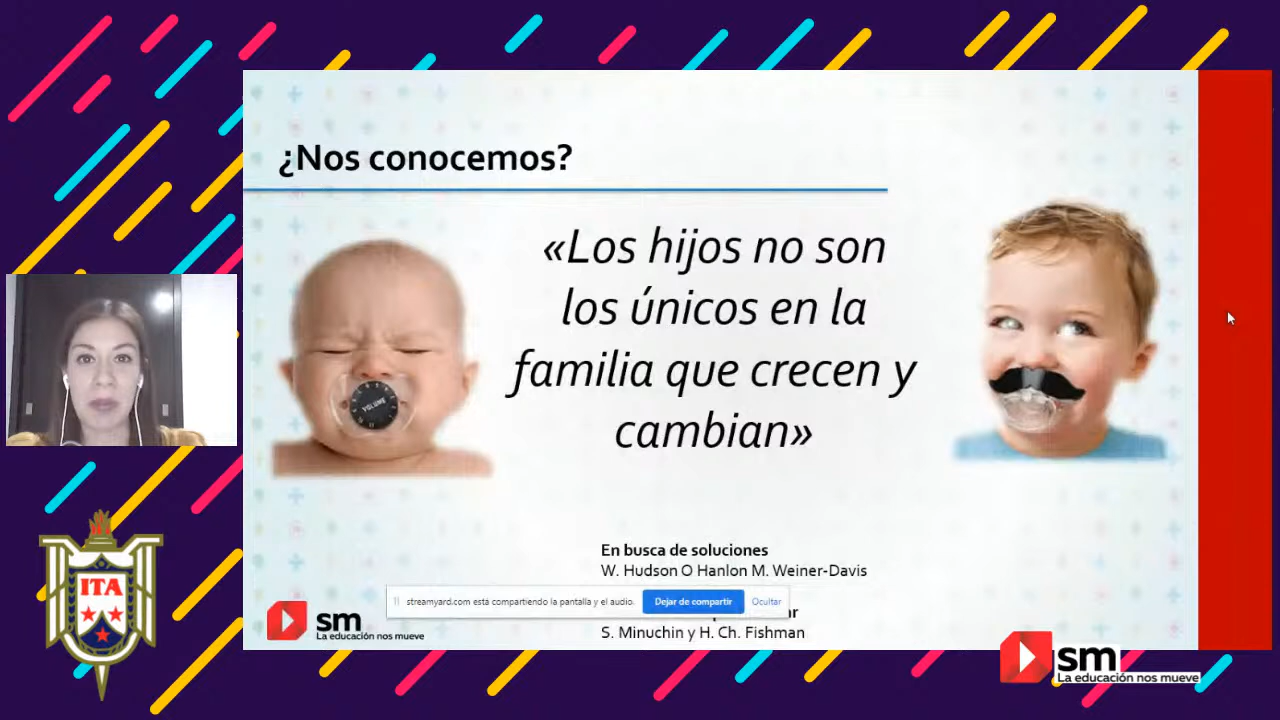 ¿Nos conocemos?
«Los hijos no son
los únicos en la
familia que crecen y
cambian»
VOLUME
En busca de soluciones
W. Hudson O Hanlon M. Weiner-Davis
streamyard.com está compartiendo la pantalla y el audio.
Dejar de compartir
Ocultar
S. Minuchin y H. Ch. Fishman
sm
La educación nos mueve
ITA
sm
La educación nos mueve